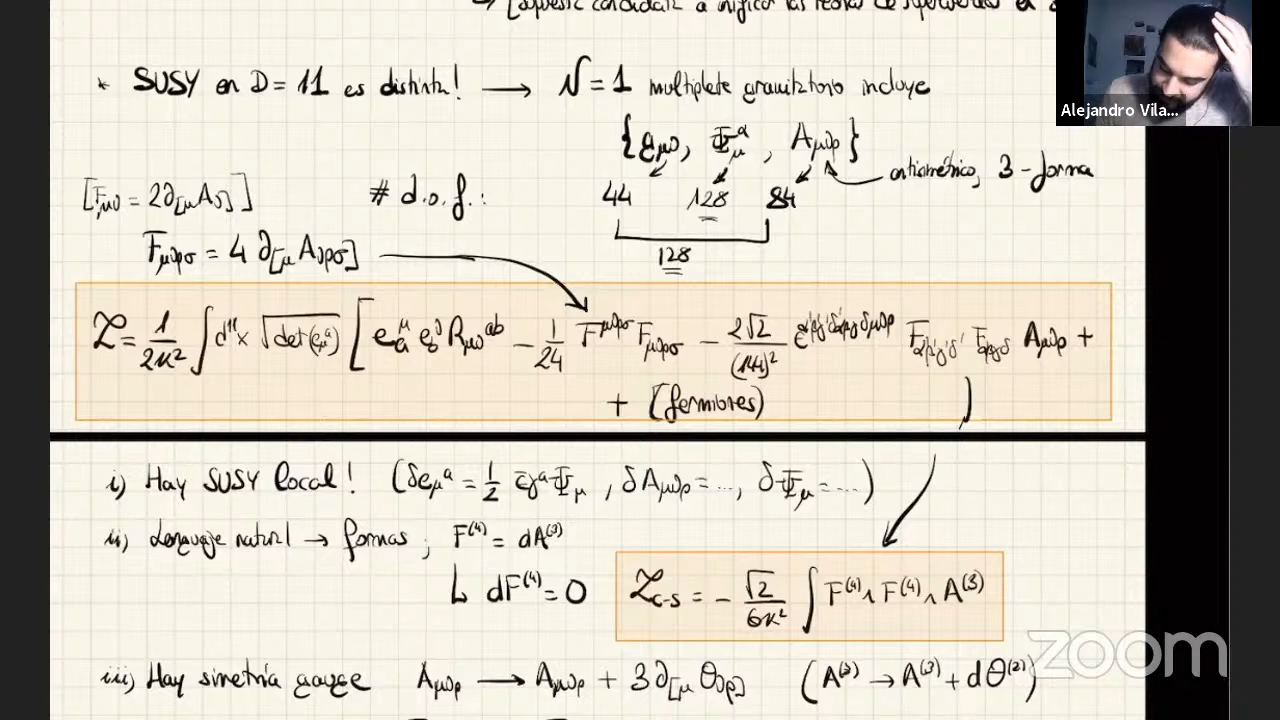 * SUSY en D=11 es distinta! → N=1 multiplete gravitatorio incluye
{g_μν, Ψ_μ^α, A_μνρ}
antisimétrico, 3-forma
[F_μν = 2∂_[μ A_ν]]
# d.o.f.: 44 128 84
128
F_μνρσ = 4 ∂_[μ A_νρσ]
ℒ = 1/2κ² ∫ d¹¹x √det(e_μ^a) [ e_a^μ e_b^ν R_μν^ab - 1/24 F^μνρσ F_μνρσ - 2√2/(144)² ε^α'β'γ'δ'αβγδμνρ F_α'β'γ'δ' F_αβγδ A_μνρ +
+ (fermiones)
i) Hay SUSY local! (δe_μ^a = 1/2 ε̄γ^a Ψ_μ , δA_μνρ = ..., δΨ_μ = ...)
ii) Lenguaje natural → formas ; F⁽⁴⁾ = dA⁽³⁾
↳ dF⁽⁴⁾ = 0
ℒ_C-S = - √2/6κ² ∫ F⁽⁴⁾ ∧ F⁽⁴⁾ ∧ A⁽³⁾
iii) Hay simetría gauge A_μνρ → A_μνρ + 3∂_[μ Θ_νρ] (A⁽³⁾ → A⁽³⁾ + dΘ⁽²⁾)
Alejandro Vila...
zoom